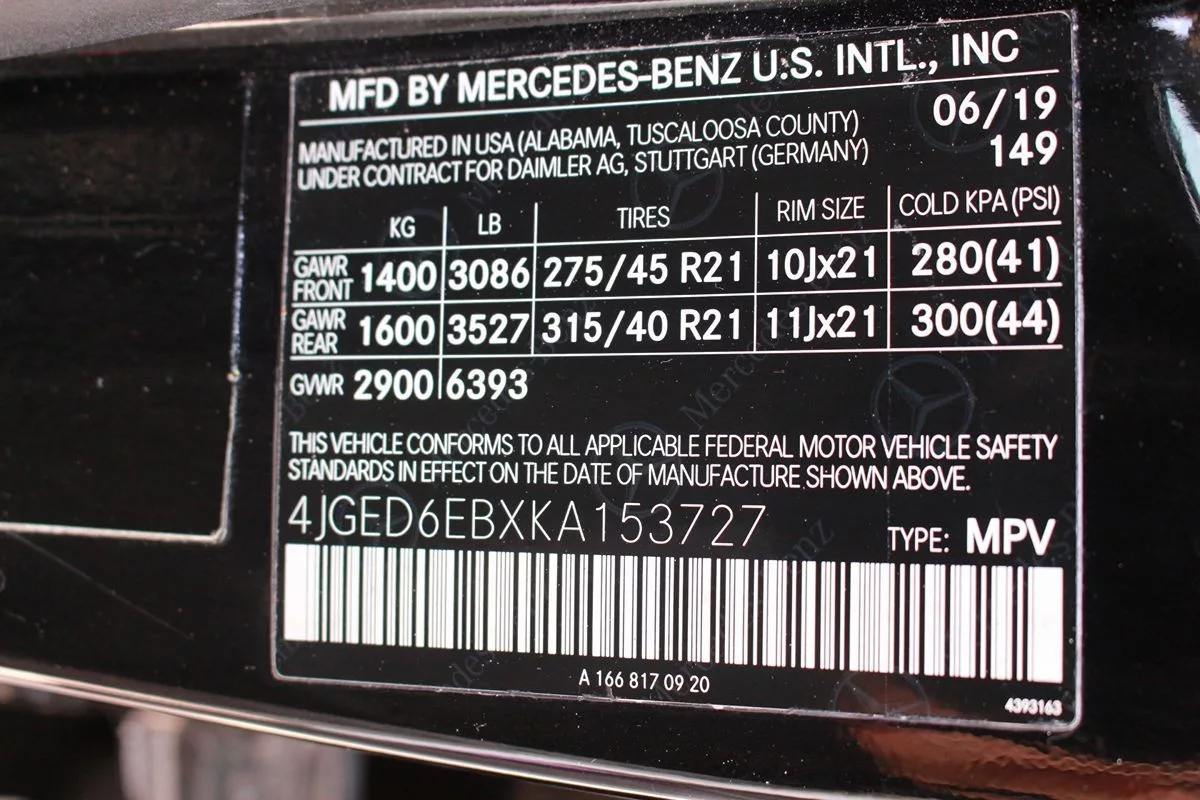 MFD BY MERCEDES-BENZ U.S. INTL., INC
06/19
MANUFACTURED IN USA (ALABAMA, TUSCALOOSA COUNTY)
UNDER CONTRACT FOR DAIMLER AG, STUTTGART (GERMANY) 149
KG LB TIRES RIM SIZE COLD KPA (PSI)
GAWR FRONT 1400 3086 275/45 R21 10Jx21 280(41)
GAWR REAR 1600 3527 315/40 R21 11Jx21 300(44)
GVWR 2900 6393
THIS VEHICLE CONFORMS TO ALL APPLICABLE FEDERAL MOTOR VEHICLE SAFETY
STANDARDS IN EFFECT ON THE DATE OF MANUFACTURE SHOWN ABOVE.
4JGED6EBXKA153727 TYPE: MPV
A 166 817 09 20
4393163